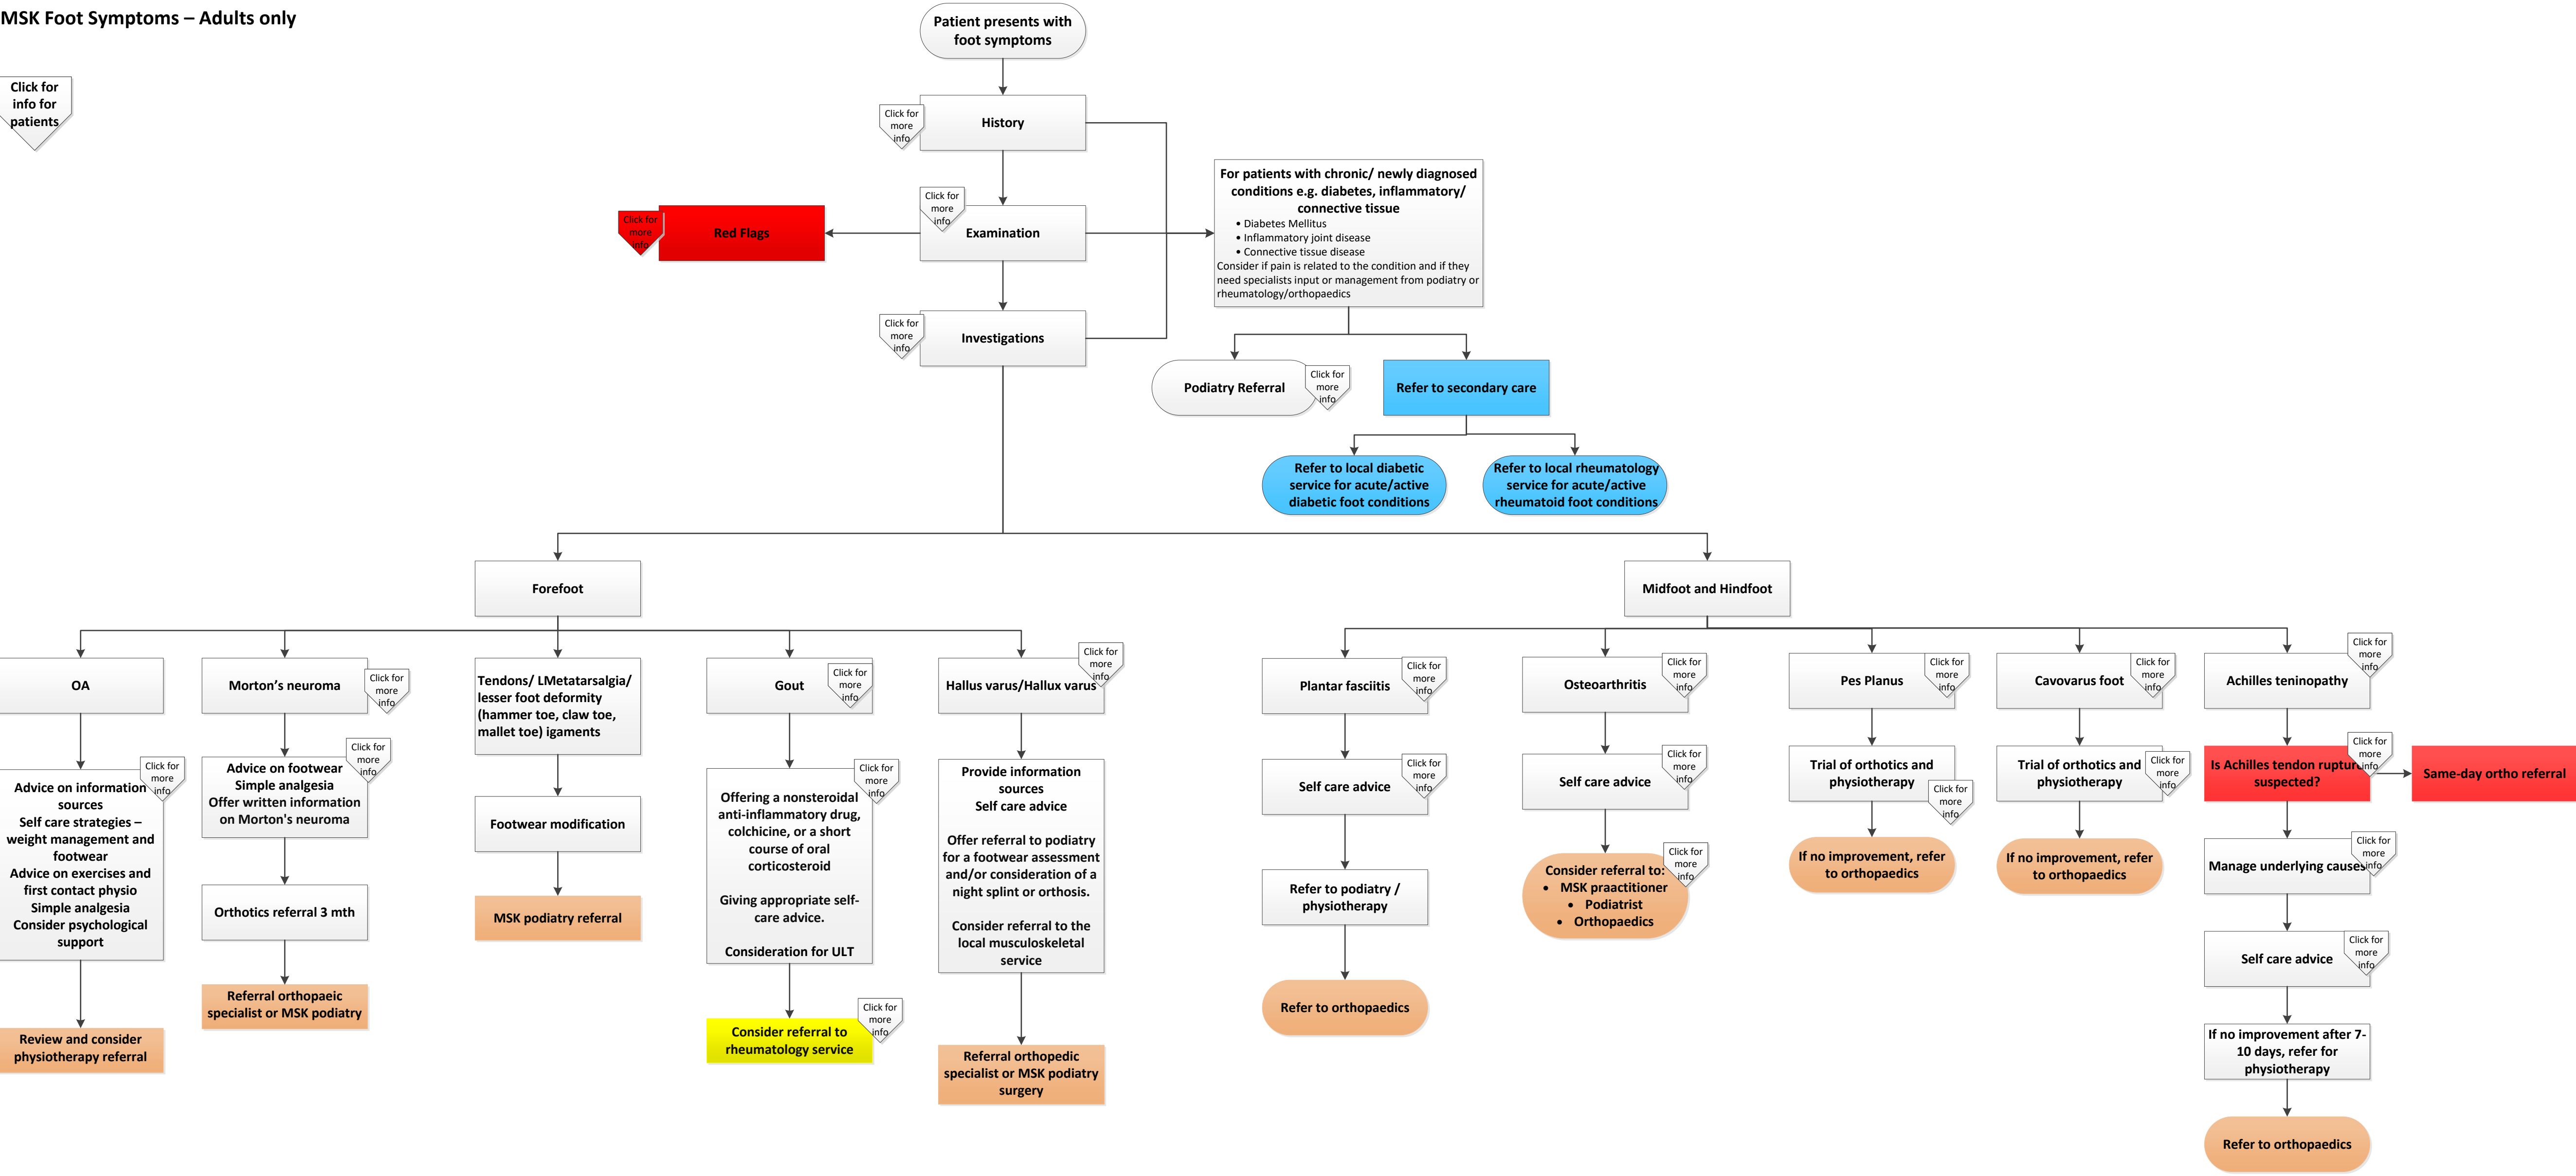 MSK Foot Symptoms – Adults only
Click for
info for
patients
Patient presents with
foot symptoms
Click for
more
info
History
Click for
more
info
Examination
Click for
more
info
Red Flags
Click for
more
info
Investigations
For patients with chronic/ newly diagnosed
conditions e.g. diabetes, inflammatory/
connective tissue
• Diabetes Mellitus
• Inflammatory joint disease
• Connective tissue disease
Consider if pain is related to the condition and if they
need specialists input or management from podiatry or
rheumatology/orthopaedics
Podiatry Referral
Click for
more
info
Refer to secondary care
Refer to local diabetic
service for acute/active
diabetic foot conditions
Refer to local rheumatology
service for acute/active
rheumatoid foot conditions
Forefoot
Midfoot and Hindfoot
OA
Click for
more
info
Advice on information
sources
Self care strategies –
weight management and
footwear
Advice on exercises and
first contact physio
Simple analgesia
Consider psychological
support
Review and consider
physiotherapy referral
Morton’s neuroma
Click for
more
info
Click for
more
info
Advice on footwear
Simple analgesia
Offer written information
on Morton's neuroma
Orthotics referral 3 mth
Referral orthopaeic
specialist or MSK podiatry
Tendons/ LMetatarsalgia/
lesser foot deformity
(hammer toe, claw toe,
mallet toe) igaments
Footwear modification
MSK podiatry referral
Gout
Click for
more
info
Click for
more
info
Offering a nonsteroidal
anti-inflammatory drug,
colchicine, or a short
course of oral
corticosteroid
Giving appropriate self-
care advice.
Consideration for ULT
Click for
more
info
Consider referral to
rheumatology service
Click for
more
info
Hallus varus/Hallux varus
Provide information
sources
Self care advice
Offer referral to podiatry
for a footwear assessment
and/or consideration of a
night splint or orthosis.
Consider referral to the
local musculoskeletal
service
Referral orthopedic
specialist or MSK podiatry
surgery
Plantar fasciitis
Click for
more
info
Self care advice
Click for
more
info
Refer to podiatry /
physiotherapy
Refer to orthopaedics
Osteoarthritis
Click for
more
info
Self care advice
Click for
more
info
Click for
more
info
Consider referral to:
• MSK praactitioner
• Podiatrist
• Orthopaedics
Pes Planus
Click for
more
info
Trial of orthotics and
physiotherapy
Click for
more
info
If no improvement, refer
to orthopaedics
Cavovarus foot
Click for
more
info
Trial of orthotics and
physiotherapy
Click for
more
info
If no improvement, refer
to orthopaedics
Click for
more
info
Achilles teninopathy
Click for
more
info
Is Achilles tendon rupture
suspected?
Same-day ortho referral
Click for
more
info
Manage underlying causes
Click for
more
info
Self care advice
If no improvement after 7-
10 days, refer for
physiotherapy
Refer to orthopaedics